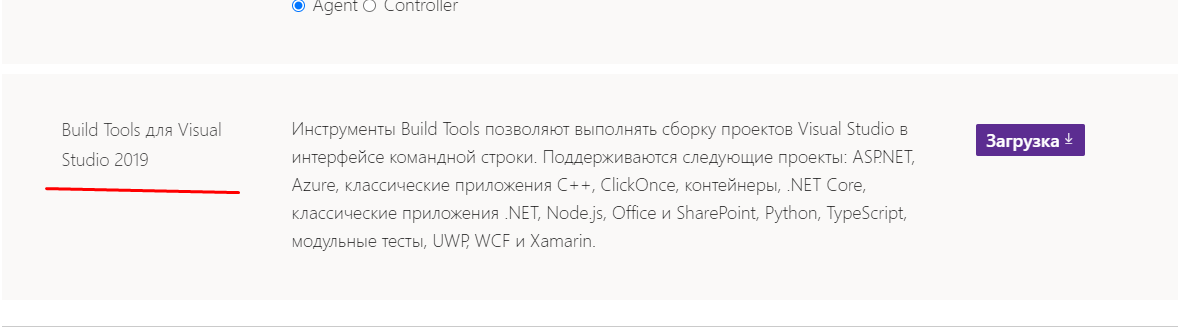 Agent Controller
Build Tools для Visual
Studio 2019
Инструменты Build Tools позволяют выполнять сборку проектов Visual Studio в
интерфейсе командной строки. Поддерживаются следующие проекты: ASP.NET,
Azure, классические приложения C++, ClickOnce, контейнеры, .NET Core,
классические приложения .NET, Node.js, Office и SharePoint, Python, TypeScript,
модульные тесты, UWP, WCF и Xamarin.
Загрузка